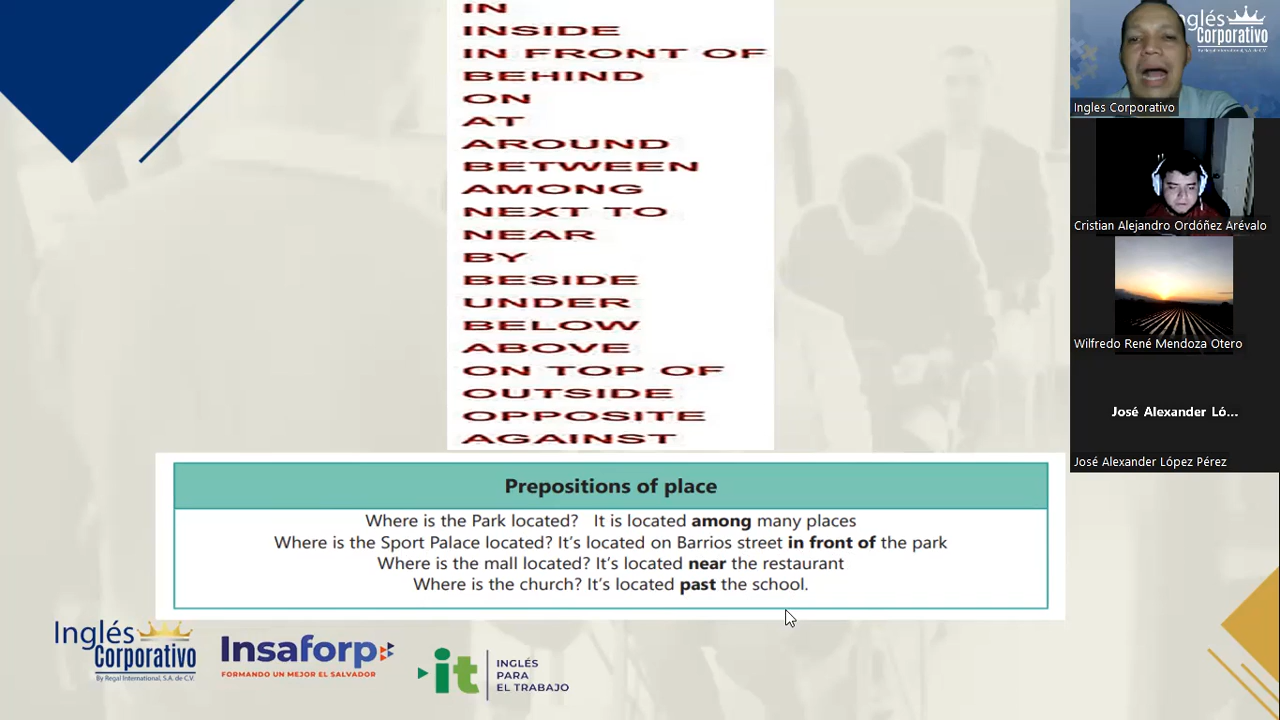 IN
INSIDE
IN FRONT OF
BEHIND
ON
AT
AROUND
BETWEEN
AMONG
NEXT TO
NEAR
BY
BESIDE
UNDER
BELOW
ABOVE
ON TOP OF
OUTSIDE
OPPOSITE
AGAINST
Prepositions of place
Where is the Park located? It is located among many places
Where is the Sport Palace located? It's located on Barrios street in front of the park
Where is the mall located? It's located near the restaurant
Where is the church? It's located past the school.
Inglés
Corporativo
By Regal International, S.A. de C.V.
Insaforp
FORMANDO UN MEJOR EL SALVADOR
it
INGLÉS
PARA
EL TRABAJO
Inglés
Corporativo
By Regal International, S.A. de C.V.
Ingles Corporativo
Cristian Alejandro Ordóñez Arévalo
Wilfredo René Mendoza Otero
José Alexander Ló...
José Alexander López Pérez